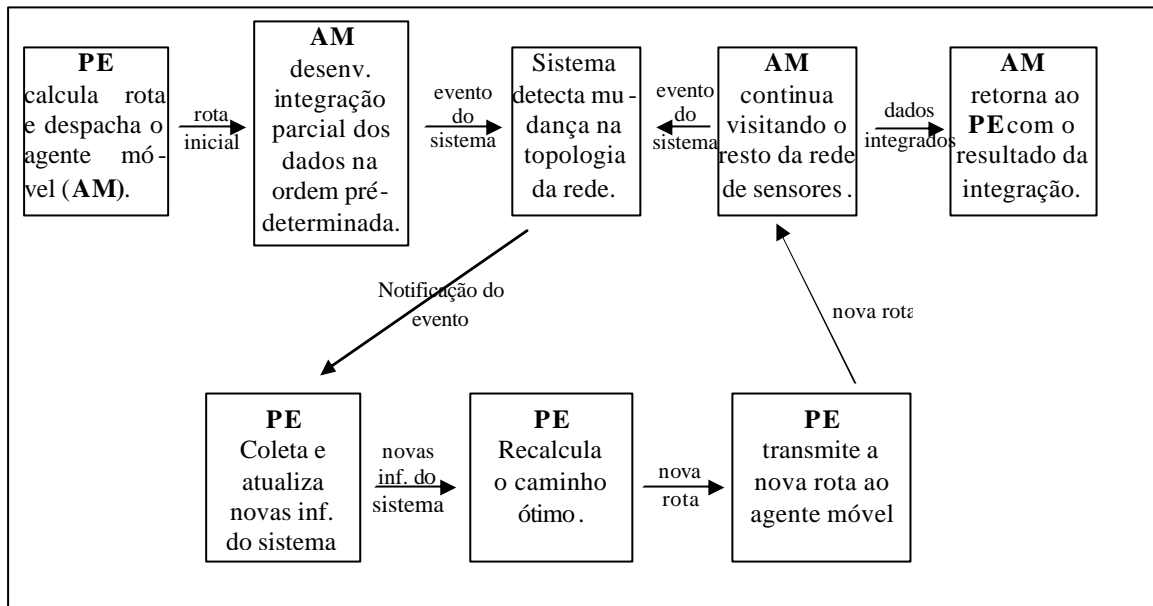 PE
calcula rota
e despacha o
agente mó-
vel (AM).
rota
inicial
AM
desenv.
integração
parcial dos
dados na
ordem pré-
determinada.
evento
do
sistema
Sistema
detecta mu-
dança na
topologia
da rede.
evento
do
sistema
AM
continua
visitando o
resto da rede
de sensores.
dados
integrados
AM
retorna ao
PE com o
resultado da
integração.
Notificação do
evento
nova rota
PE
Coleta e
atualiza
novas inf.
do sistema
novas
inf. do
sistema
PE
Recalcula
o caminho
ótimo.
nova
rota
PE
transmite a
nova rota ao
agente móvel